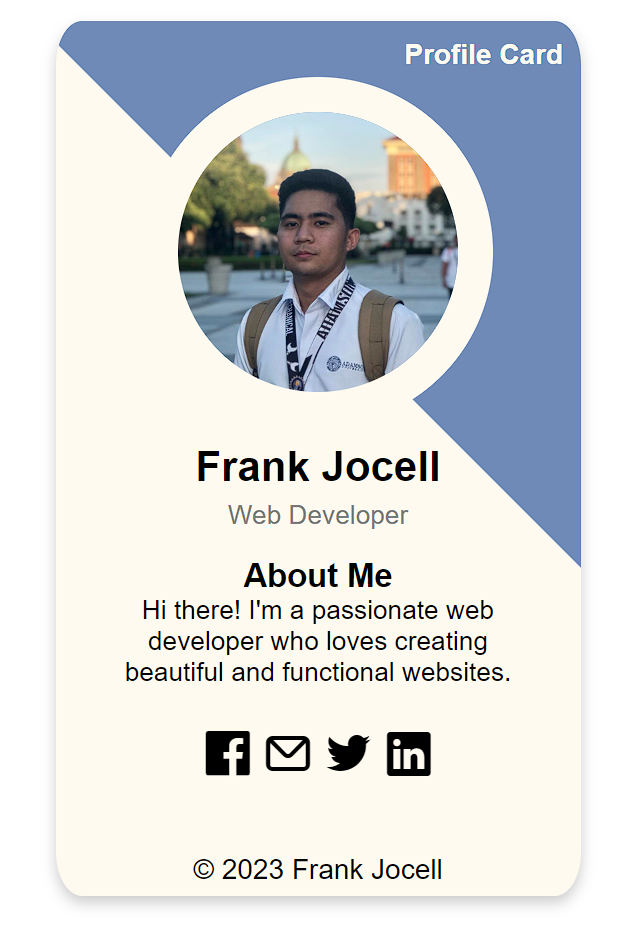 Profile Card
Frank Jocell
Web Developer
About Me
Hi there! I'm a passionate web
developer who loves creating
beautiful and functional websites.
© 2023 Frank Jocell